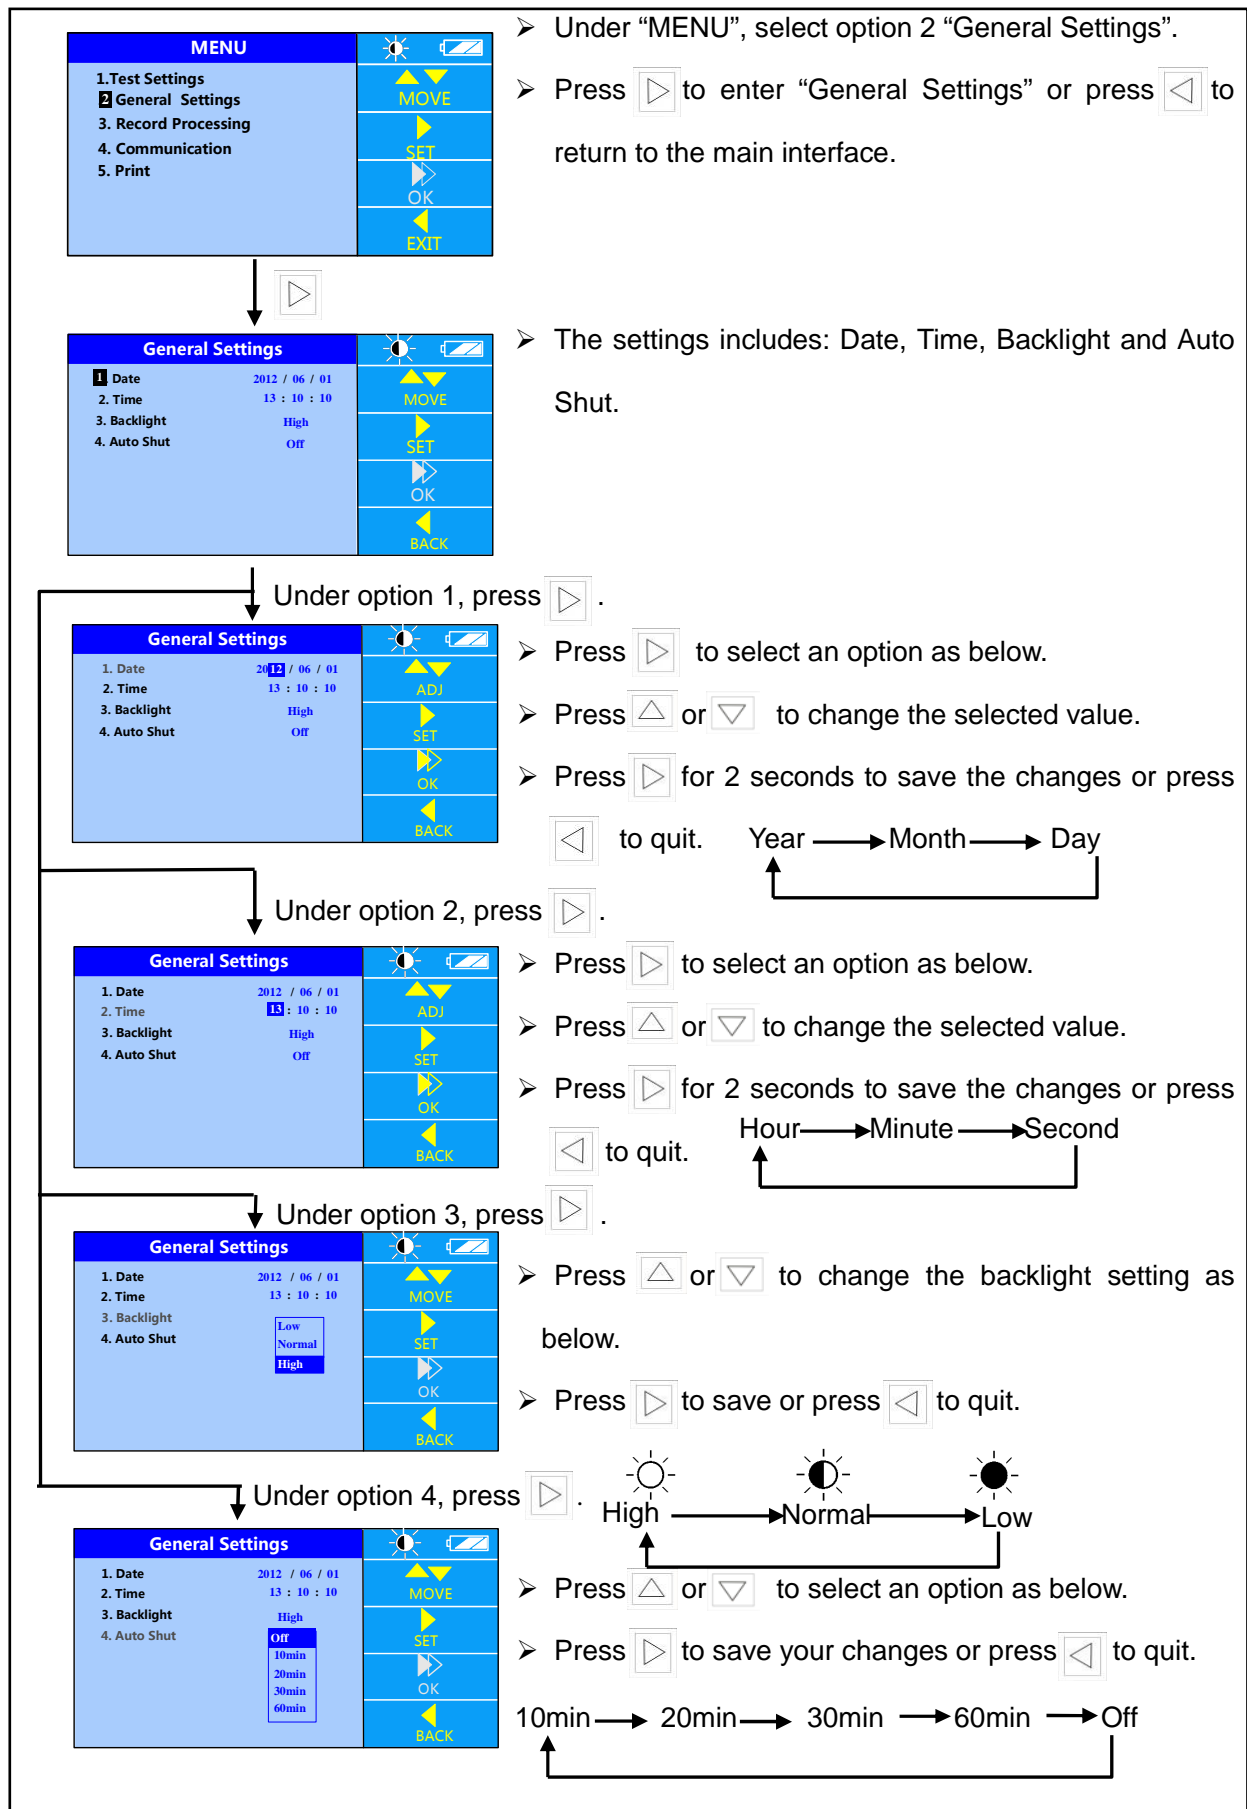 MENU
1.Test Settings
2 General Settings
3. Record Processing
4. Communication
5. Print
MOVE
SET
OK
EXIT
➢ Under “MENU”, select option 2 “General Settings”.
➢ Press to enter “General Settings” or press to
return to the main interface.
General Settings
1. Date 2012 / 06 / 01
2. Time 13 : 10 : 10
3. Backlight High
4. Auto Shut Off
MOVE
SET
OK
BACK
➢ The settings includes: Date, Time, Backlight and Auto
Shut.
Under option 1, press .
General Settings
1. Date 2012 / 06 / 01
2. Time 13 : 10 : 10
3. Backlight High
4. Auto Shut Off
ADJ
SET
OK
BACK
➢ Press to select an option as below.
➢ Press or to change the selected value.
➢ Press for 2 seconds to save the changes or press
to quit. Year Month Day
Under option 2, press .
General Settings
1. Date 2012 / 06 / 01
2. Time 13 : 10 : 10
3. Backlight High
4. Auto Shut Off
ADJ
SET
OK
BACK
➢ Press to select an option as below.
➢ Press or to change the selected value.
➢ Press for 2 seconds to save the changes or press
to quit. Hour Minute Second
Under option 3, press .
General Settings
1. Date 2012 / 06 / 01
2. Time 13 : 10 : 10
3. Backlight
4. Auto Shut
Low
Normal
High
MOVE
SET
OK
BACK
➢ Press or to change the backlight setting as
below.
➢ Press to save or press to quit.
High Normal Low
Under option 4, press .
General Settings
1. Date 2012 / 06 / 01
2. Time 13 : 10 : 10
3. Backlight High
4. Auto Shut Off
10min
20min
30min
60min
MOVE
SET
OK
BACK
➢ Press or to select an option as below.
➢ Press to save your changes or press to quit.
10min 20min 30min 60min Off